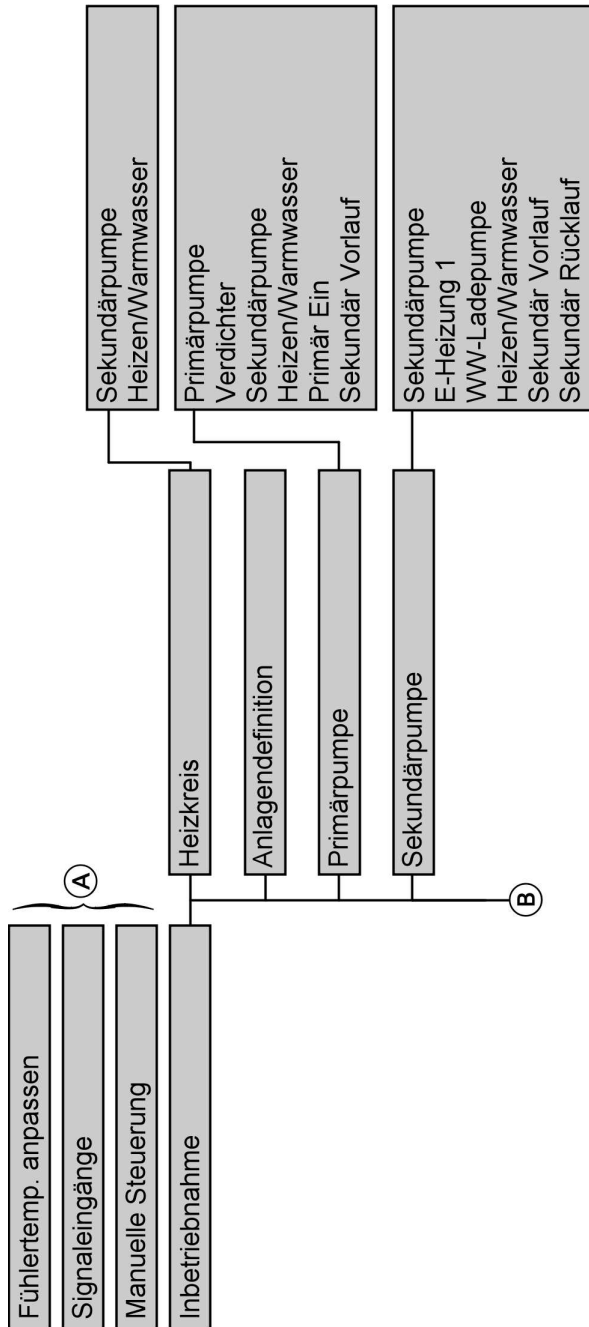 Fühlertemp. anpassen
Signaleingänge
Manuelle Steuerung
Inbetriebnahme
A
Heizkreis
Anlagendefinition
Primärpumpe
Sekundärpumpe
B
Sekundärpumpe
Heizen/Warmwasser
Primärpumpe
Verdichter
Sekundärpumpe
Heizen/Warmwasser
Primär Ein
Sekundär Vorlauf
Sekundärpumpe
E-Heizung 1
WW-Ladepumpe
Heizen/Warmwasser
Sekundär Vorlauf
Sekundär Rücklauf